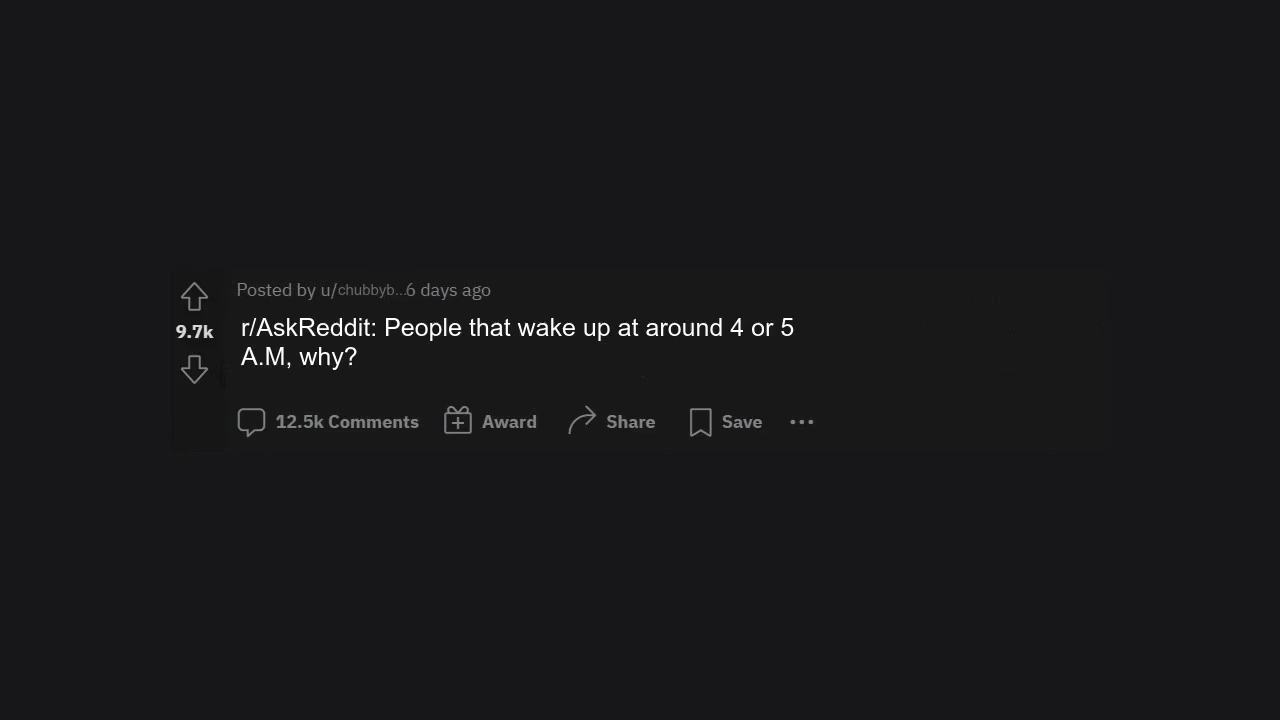 Posted by u/chubbyb...6 days ago
9.7k
r/AskReddit: People that wake up at around 4 or 5
A.M, why?
12.5k Comments Award Share Save